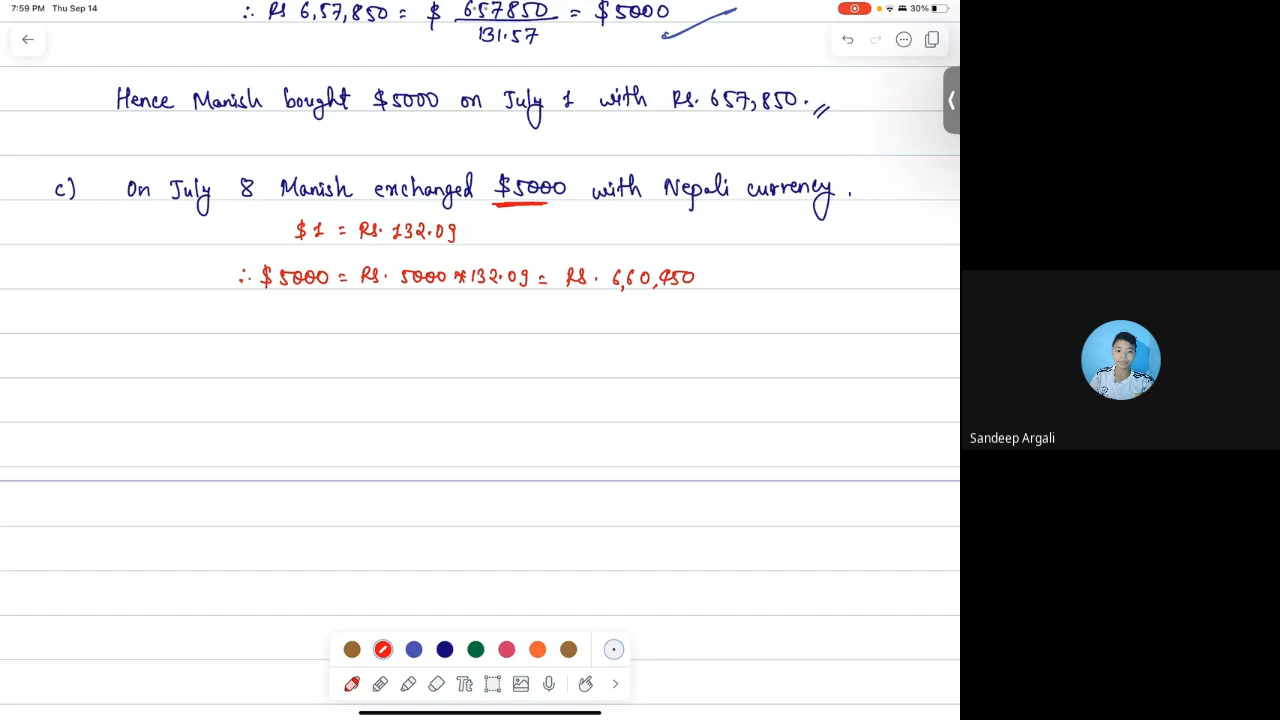 7:59 PM Thu Sep 14
30%
∴ Rs 6,57,850 = $ 657850 / 131.57 = $5000
Hence Manish bought $5000 on July 1 with Rs. 657,850.
c) On July 8 Manish exchanged $5000 with Nepali currency.
$1 = Rs. 132.09
∴ $5000 = Rs. 5000 * 132.09 = Rs. 6,60,450
Sandeep Argali
Tt